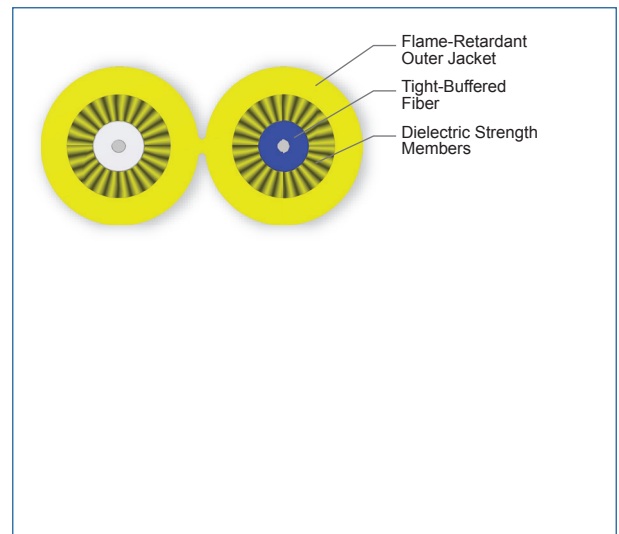 Flame-Retardant
Outer Jacket
Tight-Buffered
Fiber
Dielectric Strength
Members